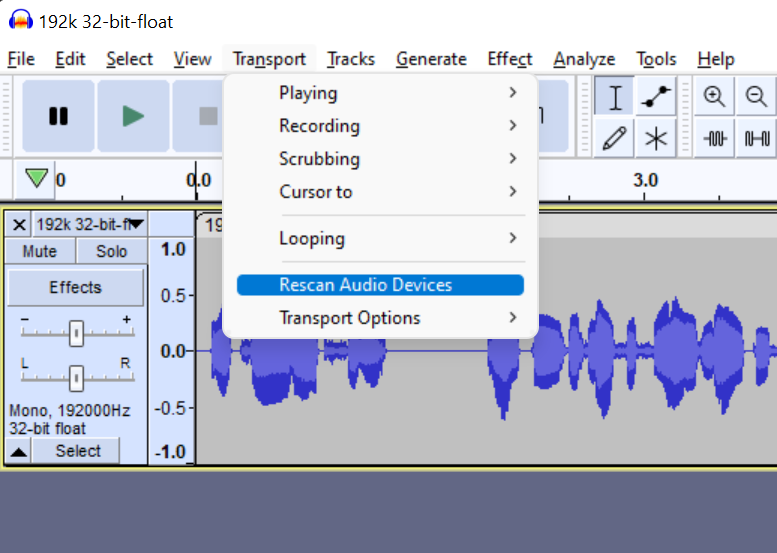 192k 32-bit-float
File Edit Select View Transport Tracks Generate Effect Analyze Tools Help
Playing
Recording
Scrubbing
Cursor to
Looping
Rescan Audio Devices
Transport Options
0 0.0 3.0
192k 32-bit-fl
19
Mute Solo
Effects
- +
L R
Mono, 192000Hz
32-bit float
Select
1.0
0.5-
0.0-
-0.5-
-1.0